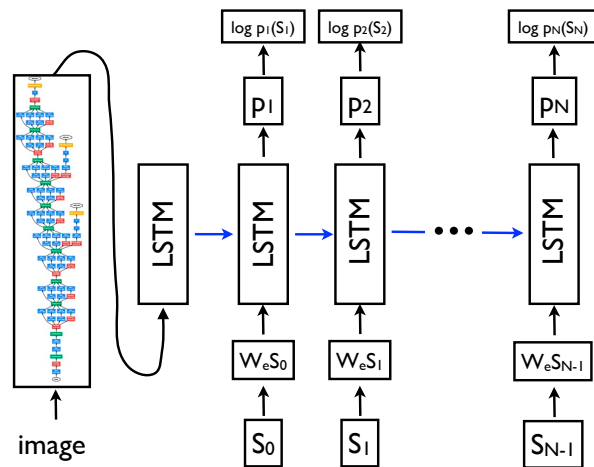 log p1(S1) log p2(S2) log pN(SN)
p1 p2 pN
LSTM LSTM LSTM ••• LSTM
WeS0 WeS1 WeSN-1
image S0 S1 SN-1